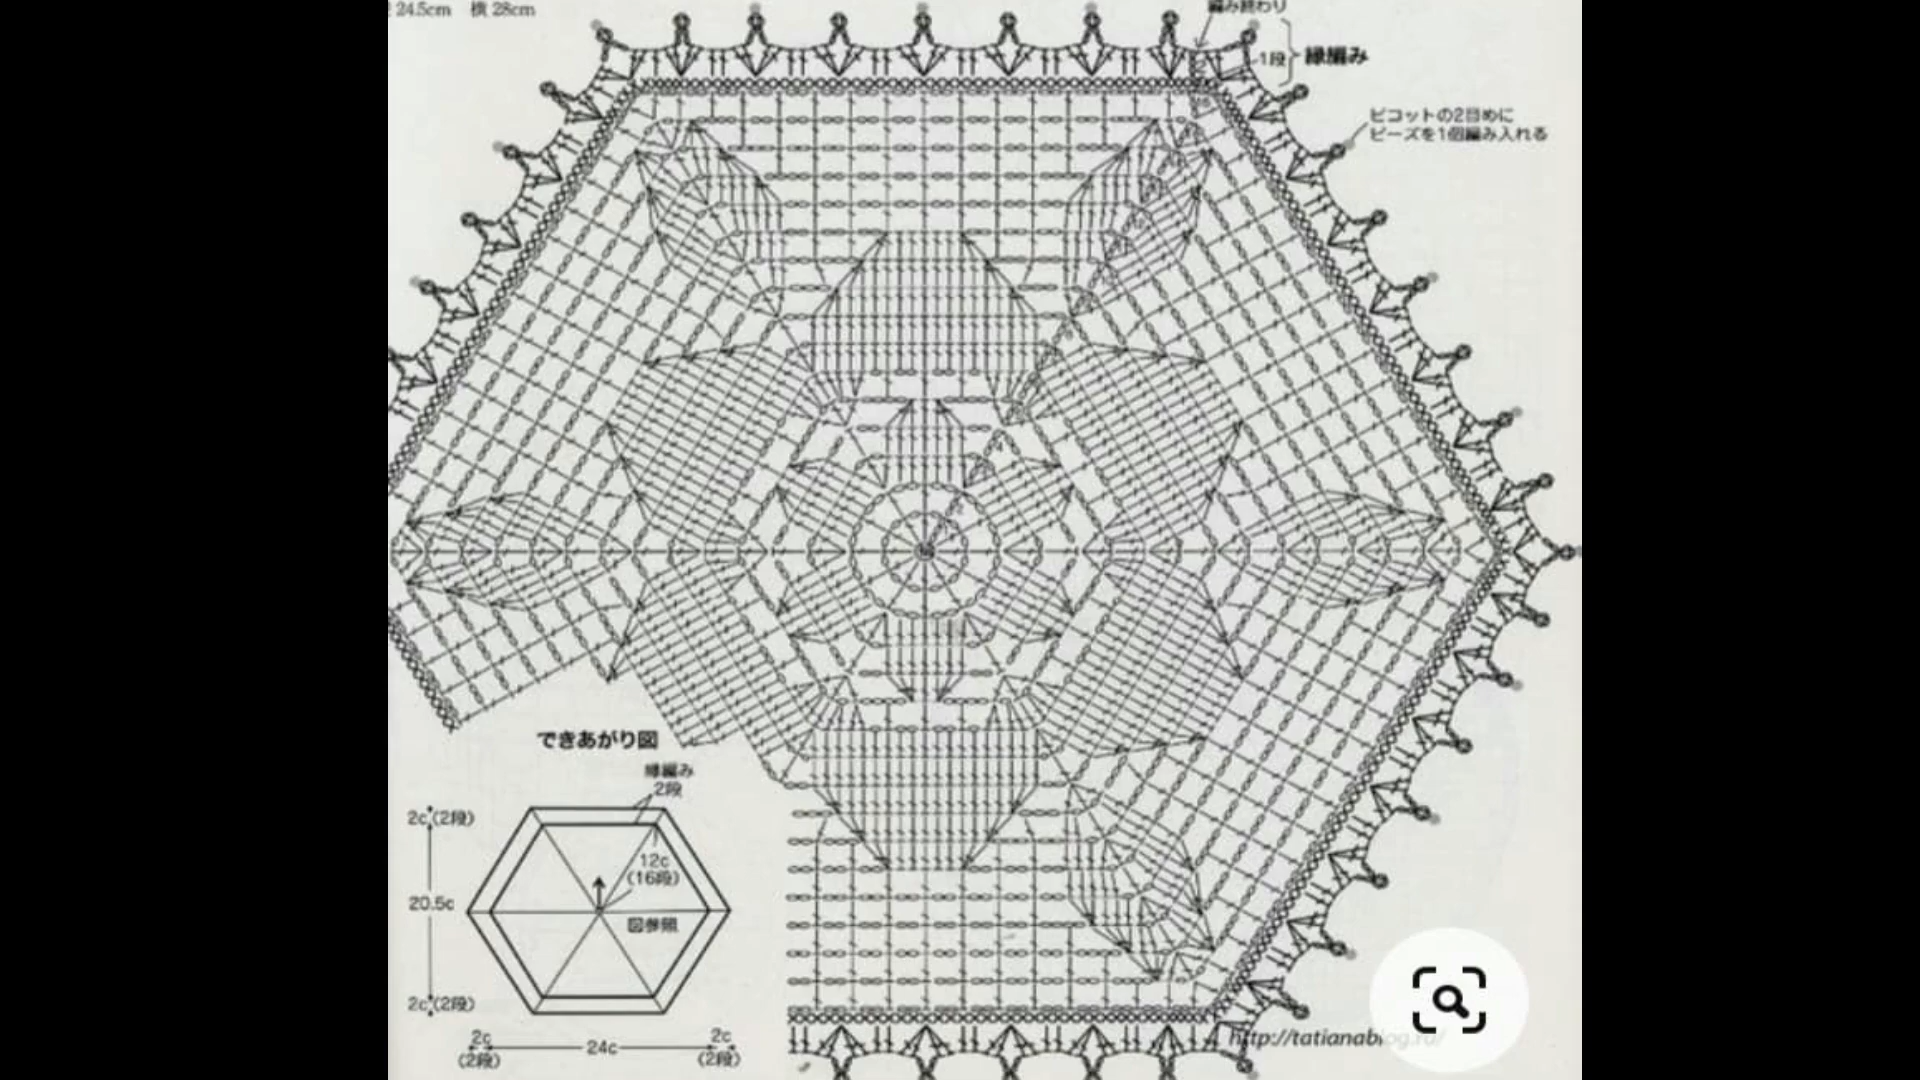 24.5cm 横 28cm
編み終わり
1段
縁編み
ピコットの2目めに
ビーズを1個編み入れる
できあがり図
縁編み
2段
2c (2段)
12c
(16段)
20.5c
図参照
2c (2段)
2c
(2段)
24c
2c
(2段)